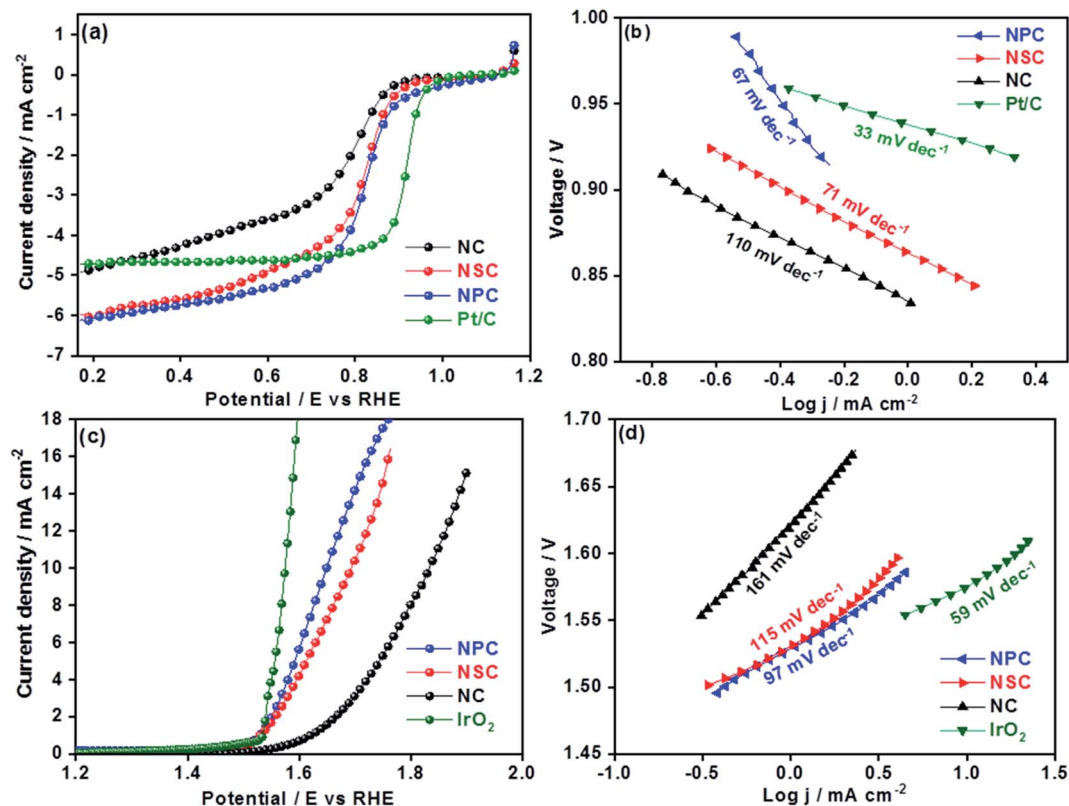 (a)
Current density / mA cm-2
1
0
-1
-2
-3
-4
-5
-6
-7
NC
NSC
NPC
Pt/C
0.2 0.4 0.6 0.8 1.0 1.2
Potential / E vs RHE
(b)
Voltage / V
1.00
0.95
0.90
0.85
0.80
NPC
NSC
NC
Pt/C
67 mV dec-1
33 mV dec-1
71 mV dec-1
110 mV dec-1
-0.8 -0.6 -0.4 -0.2 0.0 0.2 0.4
Log j / mA cm-2
(c)
Current density / mA cm-2
18
16
14
12
10
8
6
4
2
0
NPC
NSC
NC
IrO2
1.2 1.4 1.6 1.8 2.0
Potential / E vs RHE
(d)
Voltage / V
1.70
1.65
1.60
1.55
1.50
1.45
161 mV dec-1
115 mV dec-1
97 mV dec-1
59 mV dec-1
NPC
NSC
NC
IrO2
-1.0 -0.5 0.0 0.5 1.0 1.5
Log j / mA cm-2